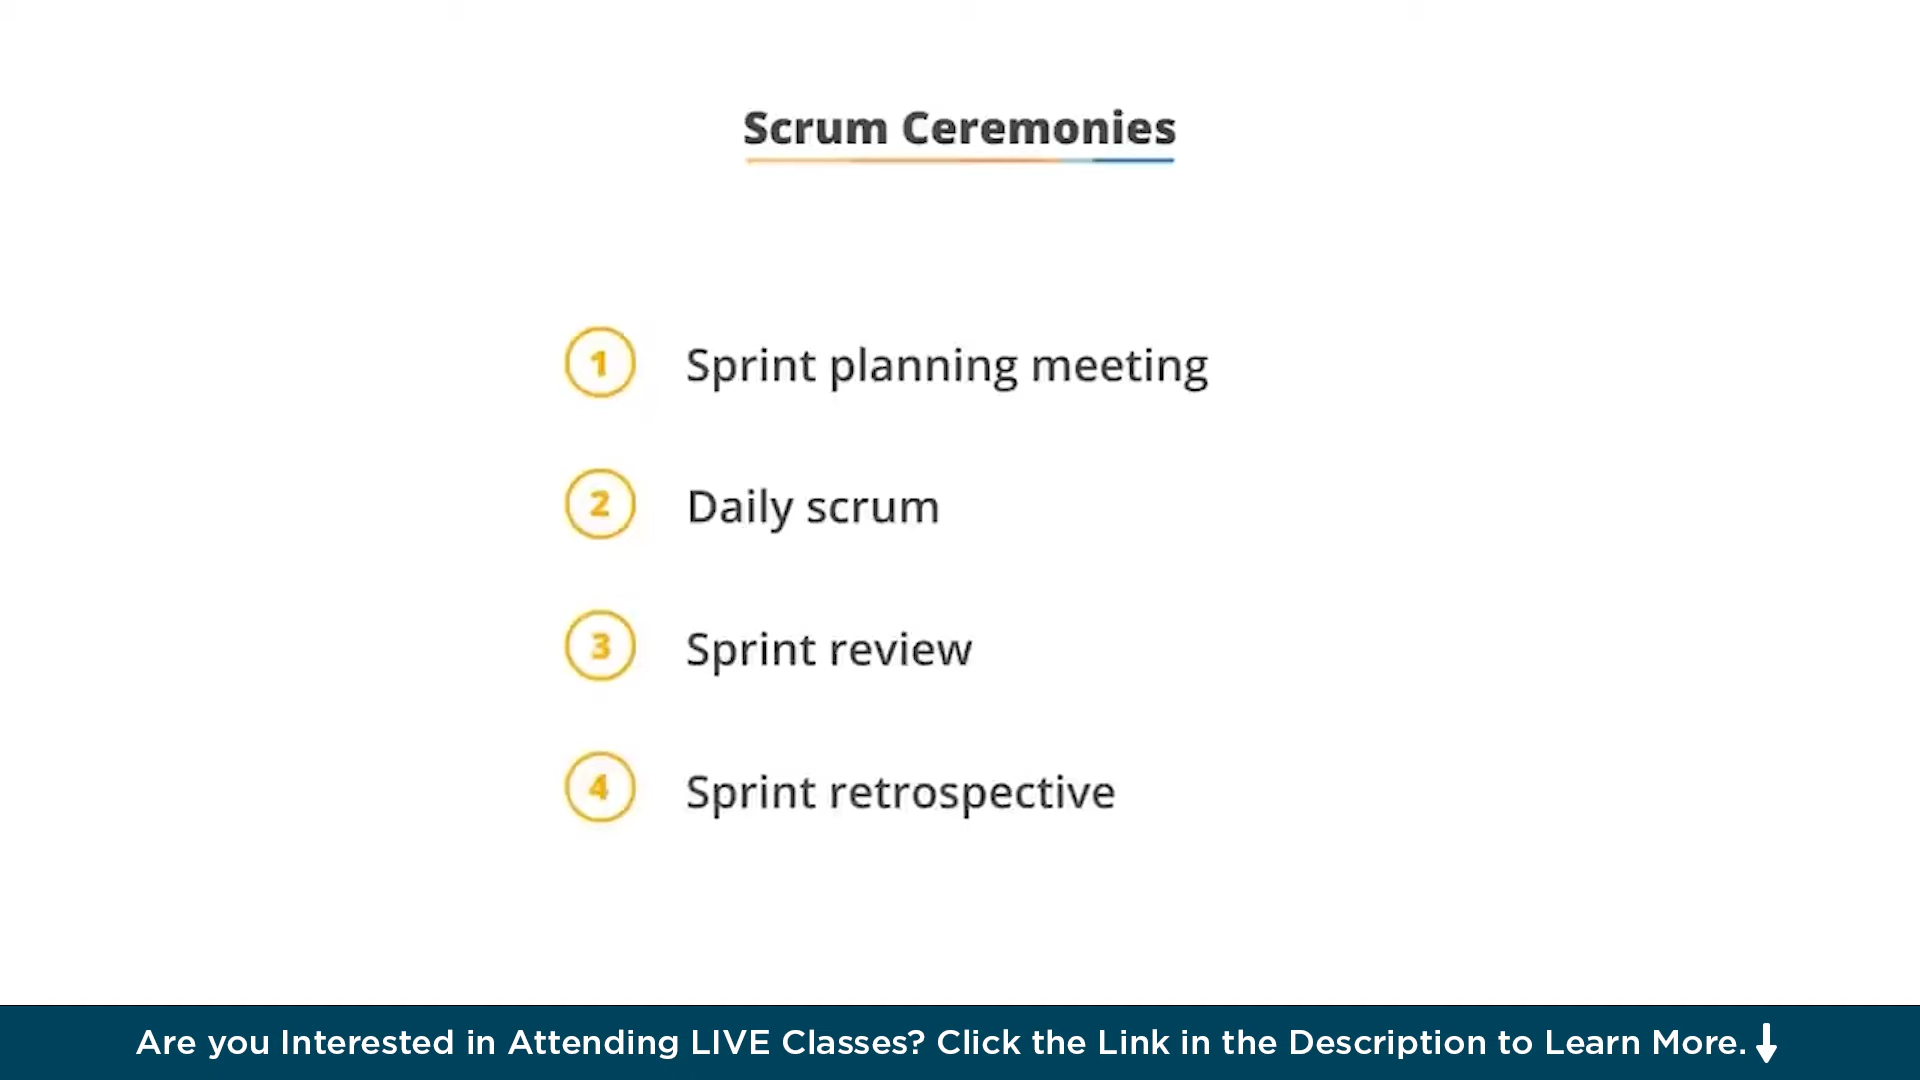 Scrum Ceremonies
1 Sprint planning meeting
2 Daily scrum
3 Sprint review
4 Sprint retrospective
Are you Interested in Attending LIVE Classes? Click the Link in the Description to Learn More.